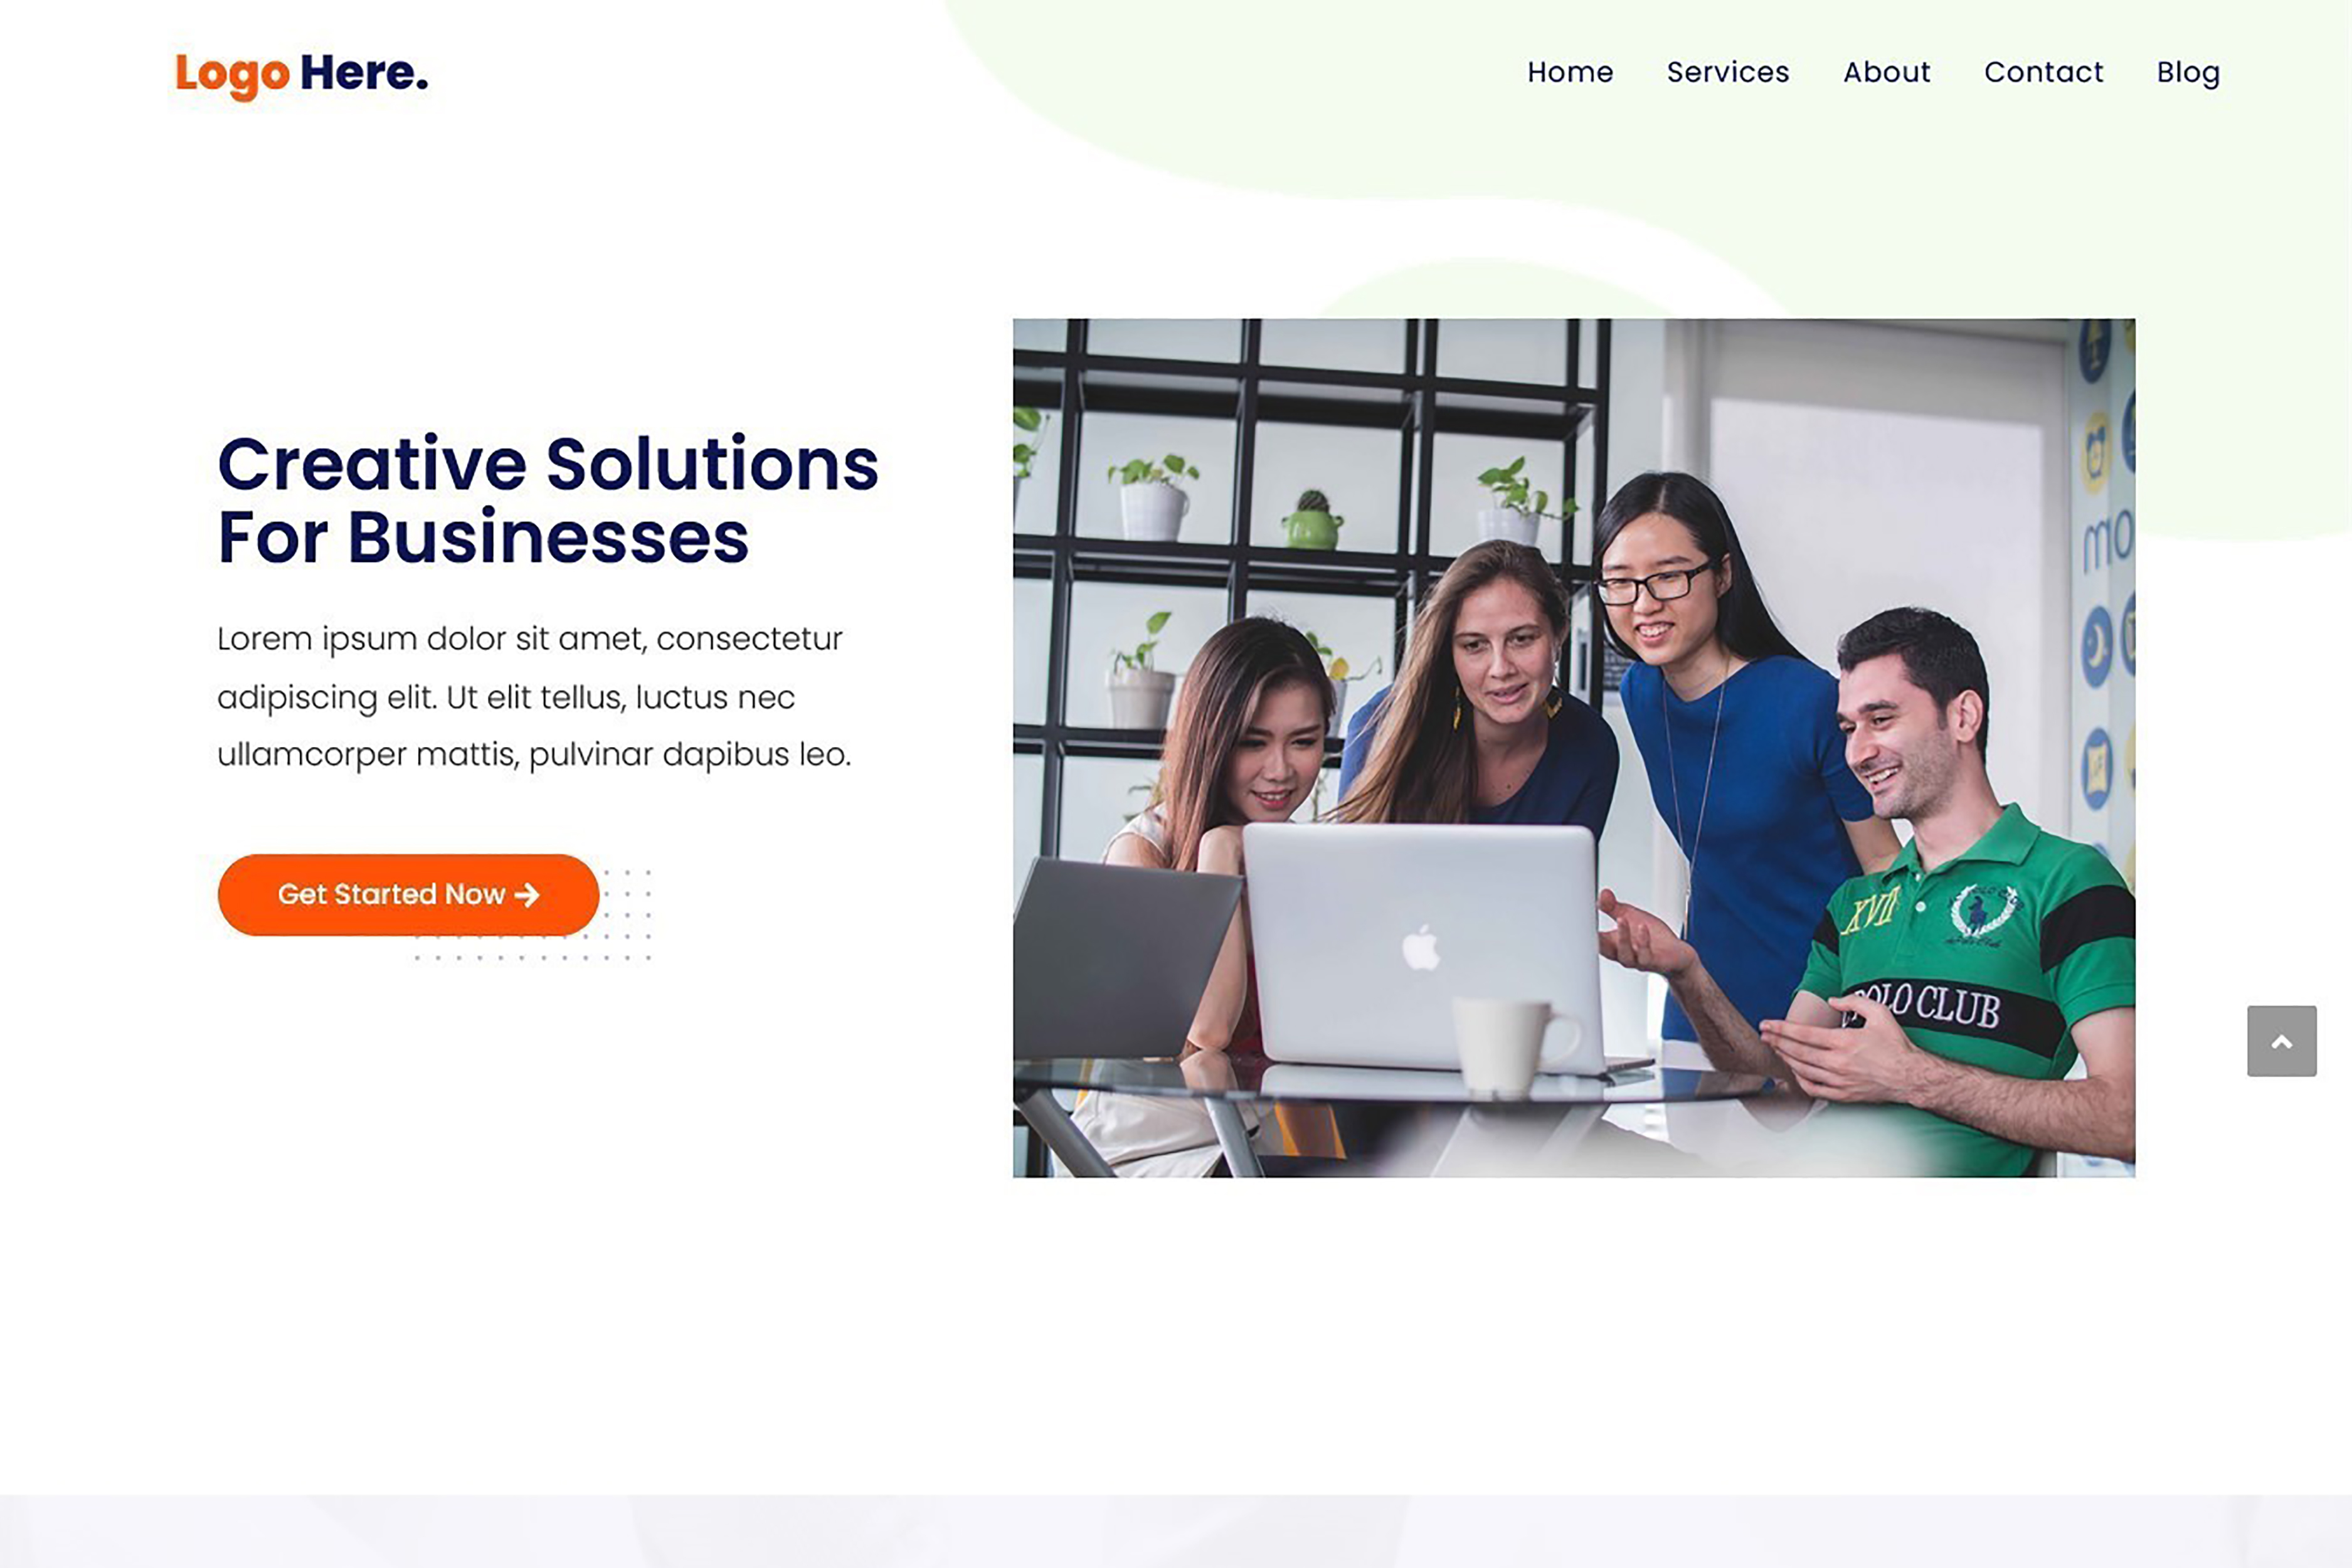 Logo Here.
Home Services About Contact Blog
Creative Solutions
For Businesses
Lorem ipsum dolor sit amet, consectetur
adipiscing elit. Ut elit tellus, luctus nec
ullamcorper mattis, pulvinar dapibus leo.
Get Started Now
mo
XVII
POLO CLUB